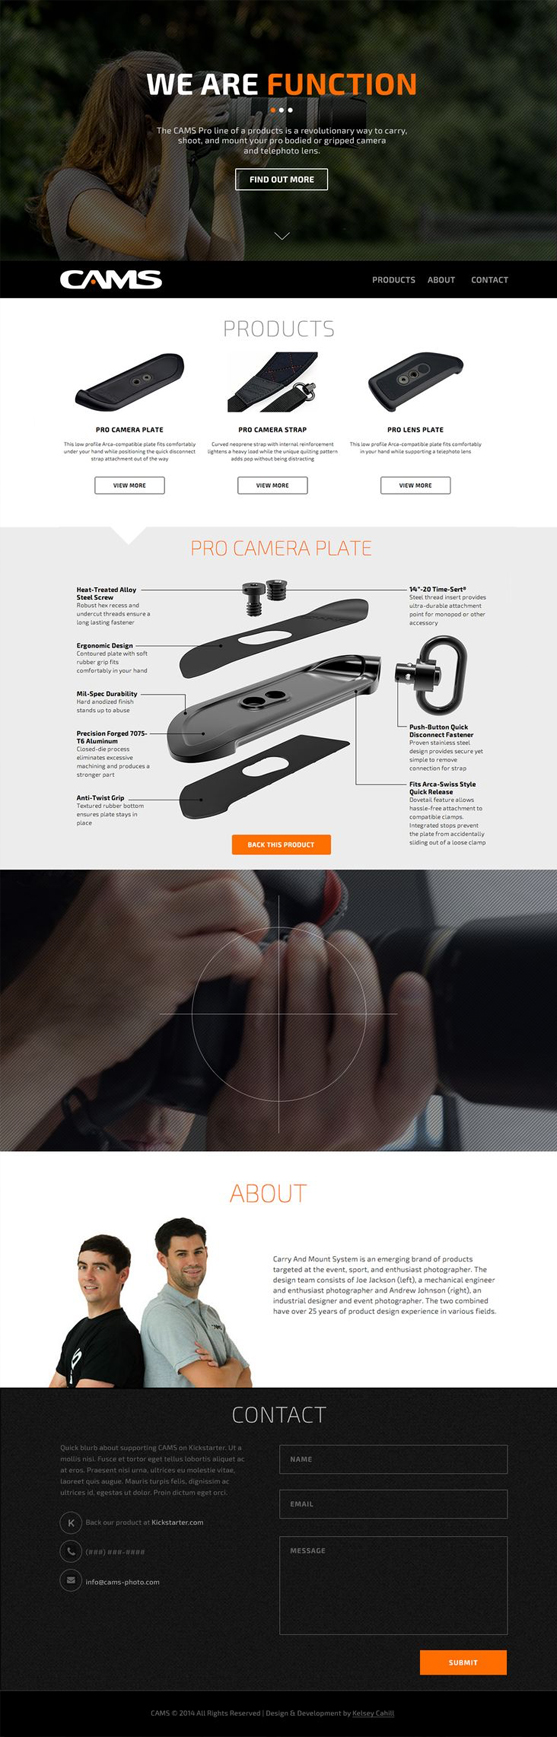 WE ARE FUNCTION
The CAMS Pro line of a products is a revolutionary way to carry,
shoot, and mount your pro bodied or gripped camera
and telephoto lens.
FIND OUT MORE
CAMS
PRODUCTS ABOUT CONTACT
PRODUCTS
PRO CAMERA PLATE
This low profile Arca-compatible plate fits comfortably
under your hand while positioning the quick disconnect
strap attachment out of the way
VIEW MORE
PRO CAMERA STRAP
Curved neoprene strap with internal reinforcement
lightens a heavy load while the unique quilting pattern
adds pop without being distracting
VIEW MORE
PRO LENS PLATE
This low profile Arca-compatible plate fits comfortably
in your hand while supporting a telephoto lens
VIEW MORE
PRO CAMERA PLATE
Heat-Treated Alloy
Steel Screw
Robust hex recess and
undercut threads ensure a
long lasting fastener
Ergonomic Design
Contoured plate with soft
rubber grip fits
comfortably in your hand
Mil-Spec Durability
Hard anodized finish
stands up to abuse
Precision Forged 7075-
T6 Aluminum
Closed-die process
eliminates excessive
machining and produces a
stronger part
Anti-Twist Grip
Textured rubber bottom
ensures plate stays in
place
1/4"-20 Time-Sert®
Steel thread insert provides
ultra-durable attachment
point for monopod or other
accessory
Push-Button Quick
Disconnect Fastener
Proven stainless steel
design provides secure yet
simple to remove
connection for strap
Fits Arca-Swiss Style
Quick Release
Dovetail feature allows
hassle-free attachment to
compatible clamps.
Integrated stops prevent
the plate from accidentally
sliding out of a loose clamp
BACK THIS PRODUCT
ABOUT
Carry And Mount System is an emerging brand of products
targeted at the event, sport, and enthusiast photographer. The
design team consists of Joe Jackson (left), a mechanical engineer
and enthusiast photographer and Andrew Johnson (right), an
industrial designer and event photographer. The two combined
have over 25 years of product design experience in various fields.
CONTACT
Quick blurb about supporting CAMS on Kickstarter. Ut a
mollis nisl. Fusce et tortor eget tellus lobortis aliquet ac
at eros. Praesent nisi urna, ultrices eu molestie vitae,
laoreet quis augue. Mauris turpis felis, dignissim ac
ultrices id, egestas ut dolor. Proin dictum eget orci.
K Back our product at Kickstarter.com
(###) ###-####
info@cams-photo.com
NAME
EMAIL
MESSAGE
SUBMIT
CAMS © 2014 All Rights Reserved | Design & Development by Kelsey Cahill